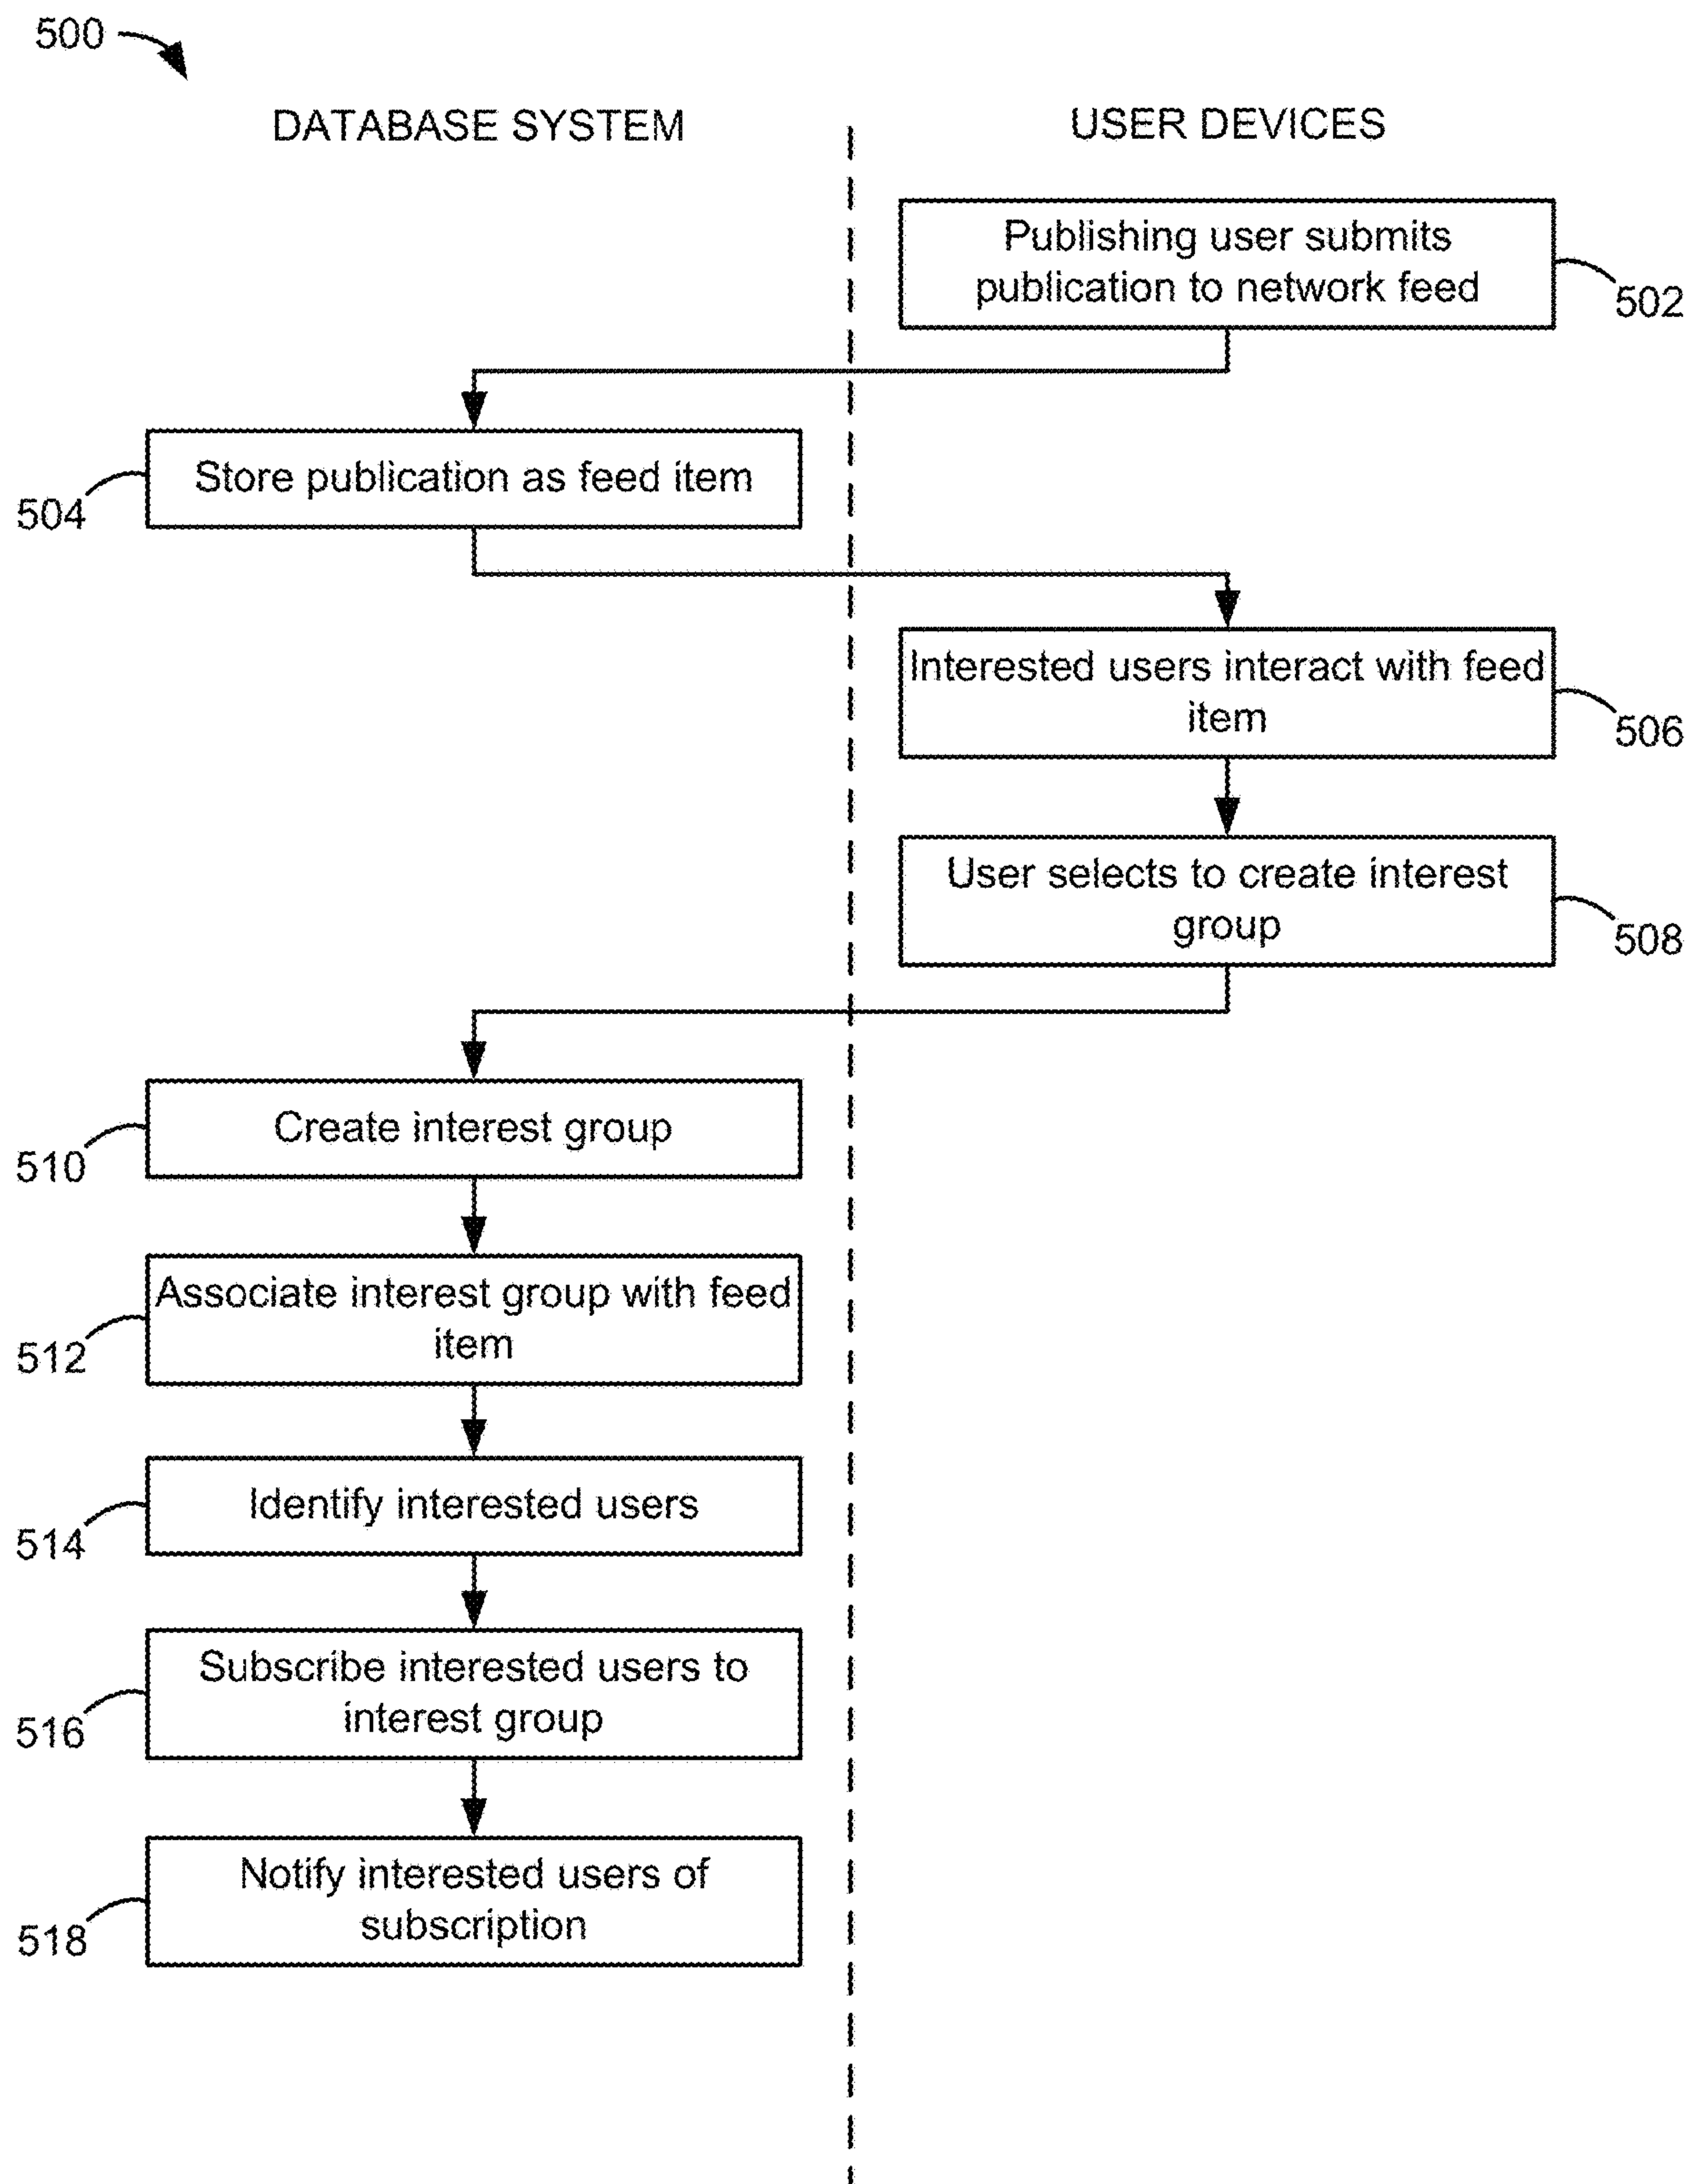 500
DATABASE SYSTEM
USER DEVICES
Publishing user submits
publication to network feed
502
Store publication as feed item
504
Interested users interact with feed
item
506
User selects to create interest
group
508
Create interest group
510
Associate interest group with feed
item
512
Identify interested users
514
Subscribe interested users to
interest group
516
Notify interested users of
subscription
518